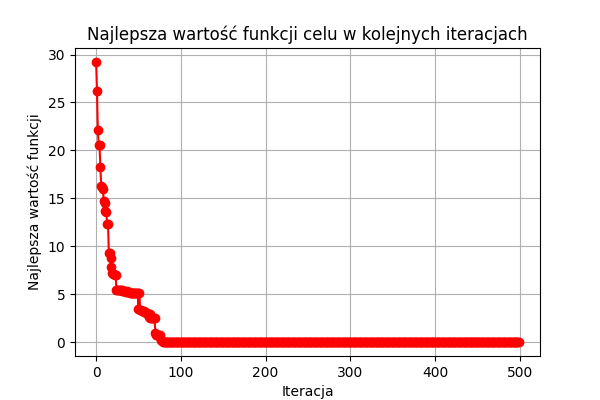 Najlepsza wartość funkcji celu w kolejnych iteracjach
Najlepsza wartość funkcji
30
25
20
15
10
5
0
0 100 200 300 400 500
Iteracja